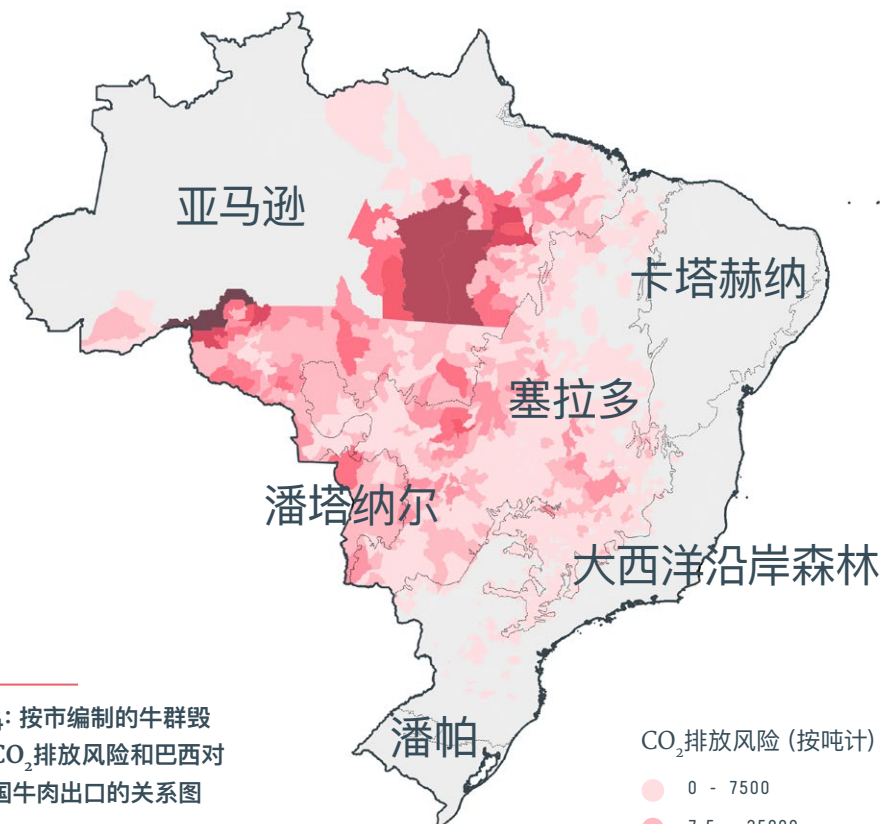 亚马逊
卡塔赫纳
塞拉多
潘塔纳尔
大西洋沿岸森林
潘帕
: 按市编制的牛群毁
CO₂排放风险和巴西对
国牛肉出口的关系图
CO₂排放风险 (按吨计)
0 - 7500